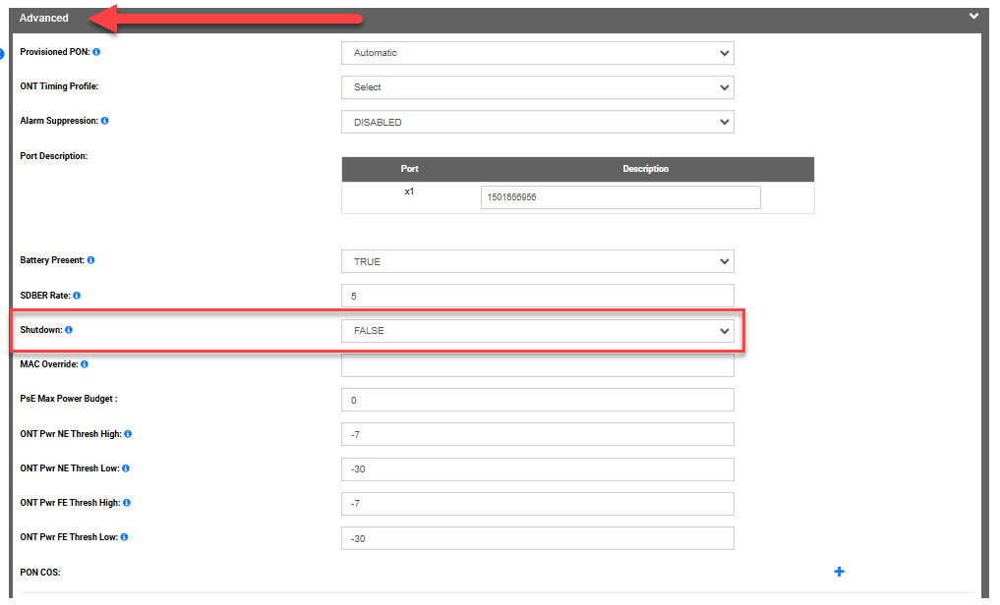 Advanced
Provisioned PON: Automatic
ONT Timing Profile: Select
Alarm Suppression: DISABLED
Port Description:
Port Description
x1 1501656956
Battery Present: TRUE
SDBER Rate: 5
Shutdown: FALSE
MAC Override:
PsE Max Power Budget : 0
ONT Pwr NE Thresh High: -7
ONT Pwr NE Thresh Low: -30
ONT Pwr FE Thresh High: -7
ONT Pwr FE Thresh Low: -30
PON COS: